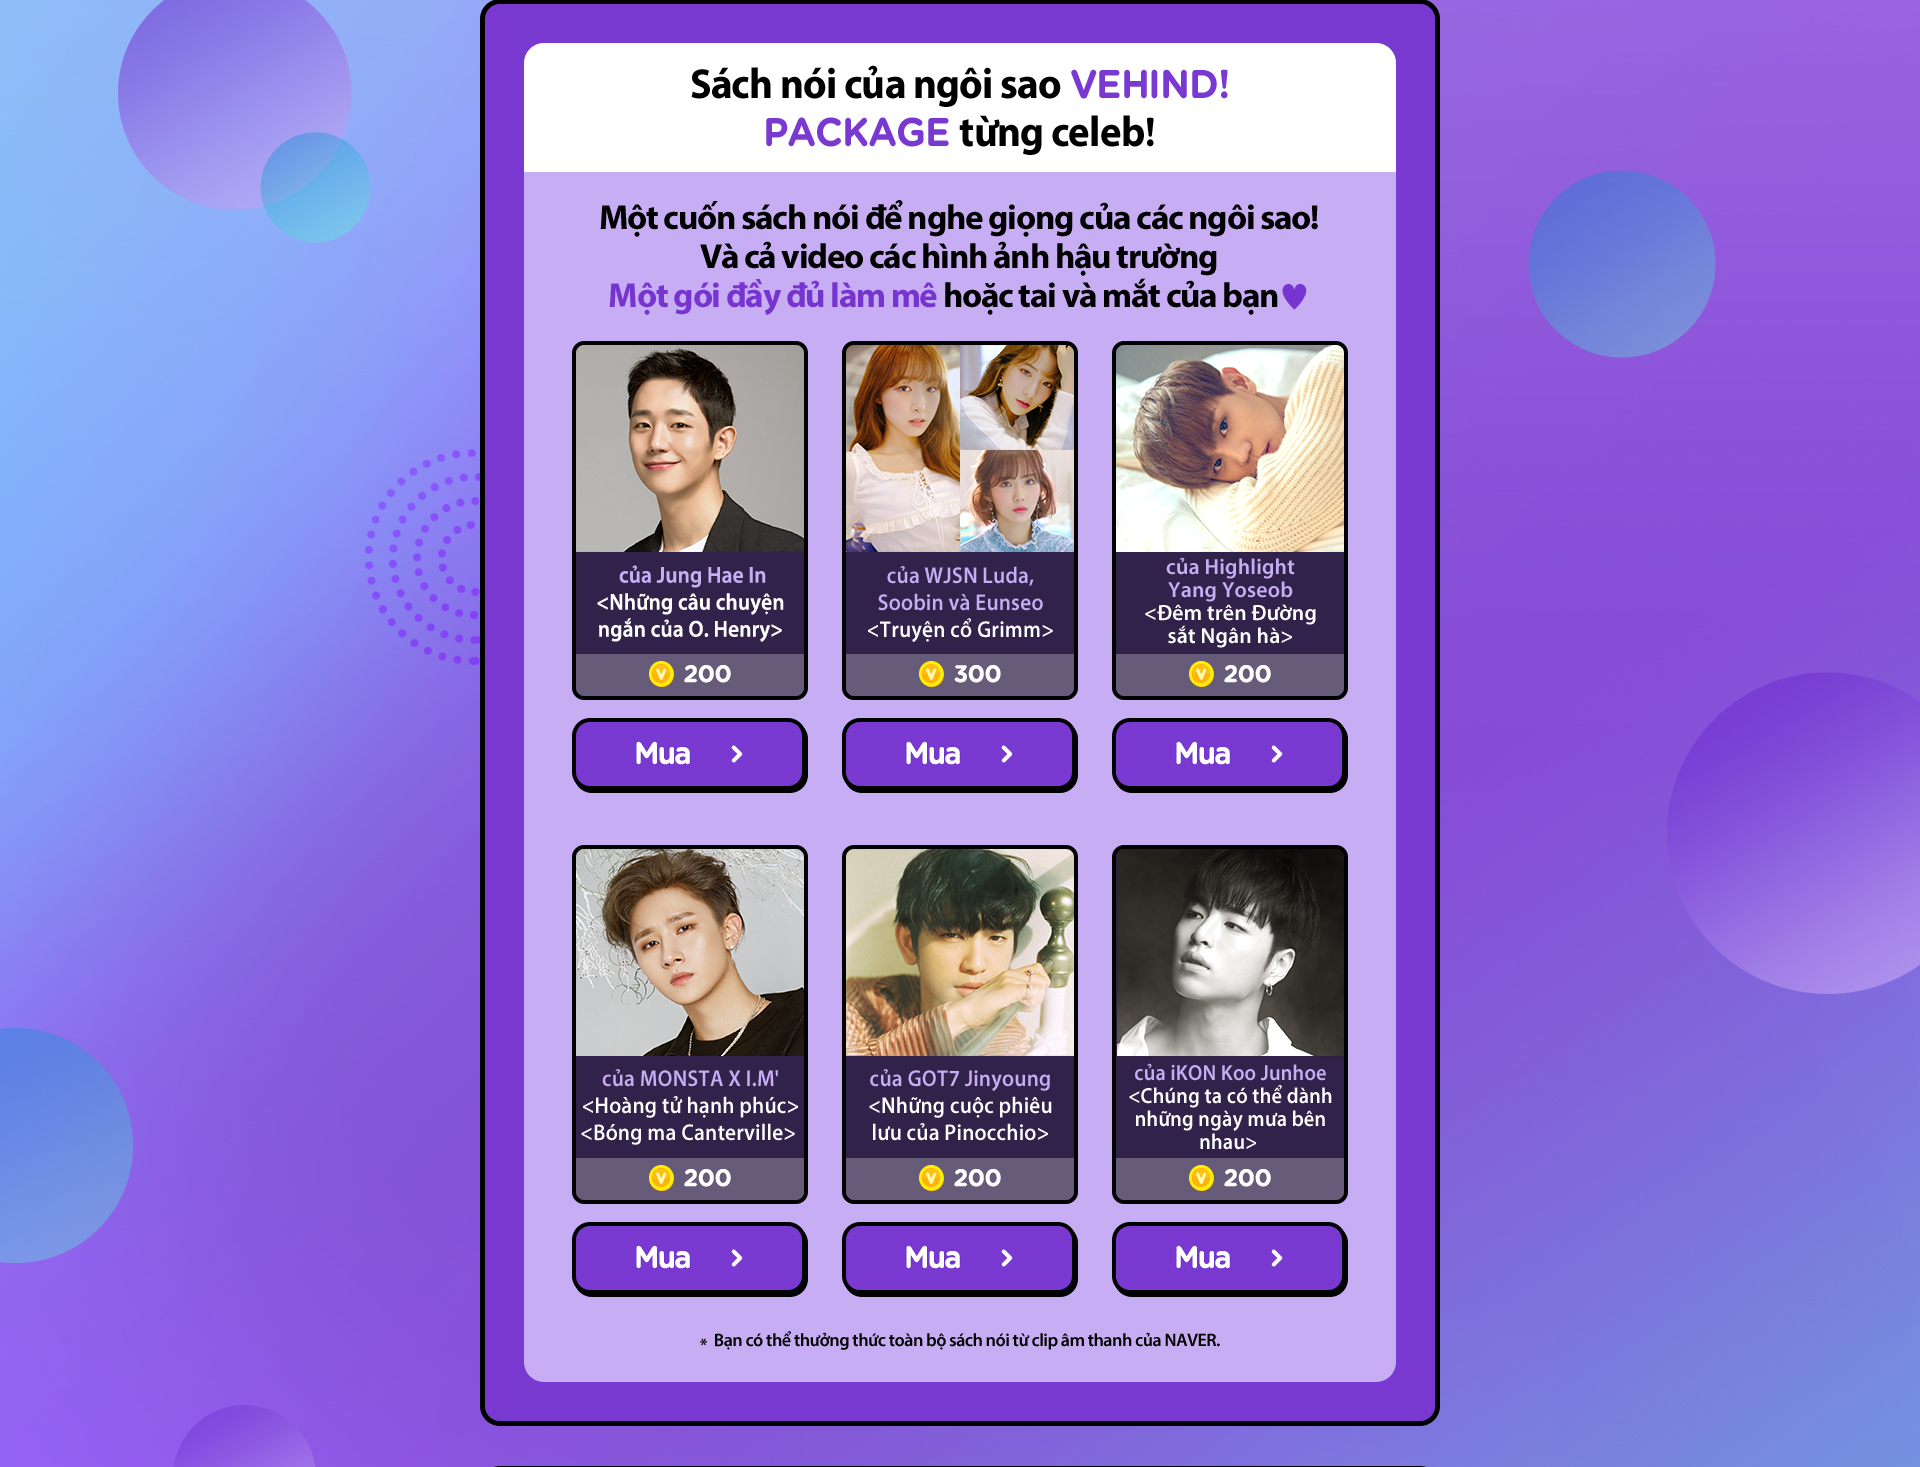 Sách nói của ngôi sao VEHIND!
PACKAGE từng celeb!
Một cuốn sách nói để nghe giọng của các ngôi sao!
Và cả video các hình ảnh hậu trường
Một gói đầy đủ làm mê hoặc tai và mắt của bạn♥
của Jung Hae In
<Những câu chuyện
ngắn của O. Henry>
V 200
Mua >
của WJSN Luda,
Soobin và Eunseo
<Truyện cổ Grimm>
V 300
Mua >
của Highlight
Yang Yoseob
<Đêm trên Đường
sắt Ngân hà>
V 200
Mua >
của MONSTA X I.M'
<Hoàng tử hạnh phúc>
<Bóng ma Canterville>
V 200
Mua >
của GOT7 Jinyoung
<Những cuộc phiêu
lưu của Pinocchio>
V 200
Mua >
của iKON Koo Junhoe
<Chúng ta có thể dành
những ngày mưa bên
nhau>
V 200
Mua >
* Bạn có thể thưởng thức toàn bộ sách nói từ clip âm thanh của NAVER.